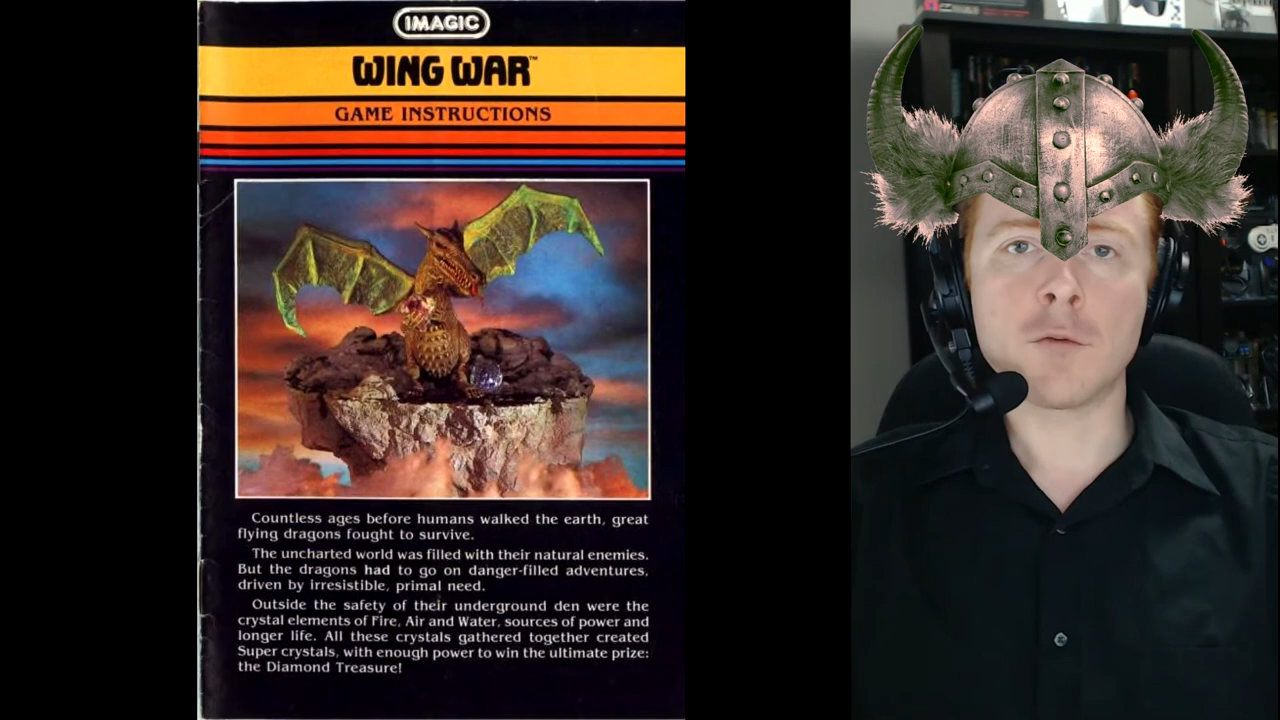 IMAGIC
WING WAR™
GAME INSTRUCTIONS
Countless ages before humans walked the earth, great
flying dragons fought to survive.
The uncharted world was filled with their natural enemies.
But the dragons had to go on danger-filled adventures,
driven by irresistible, primal need.
Outside the safety of their underground den were the
crystal elements of Fire, Air and Water, sources of power and
longer life. All these crystals gathered together created
Super crystals, with enough power to win the ultimate prize:
the Diamond Treasure!